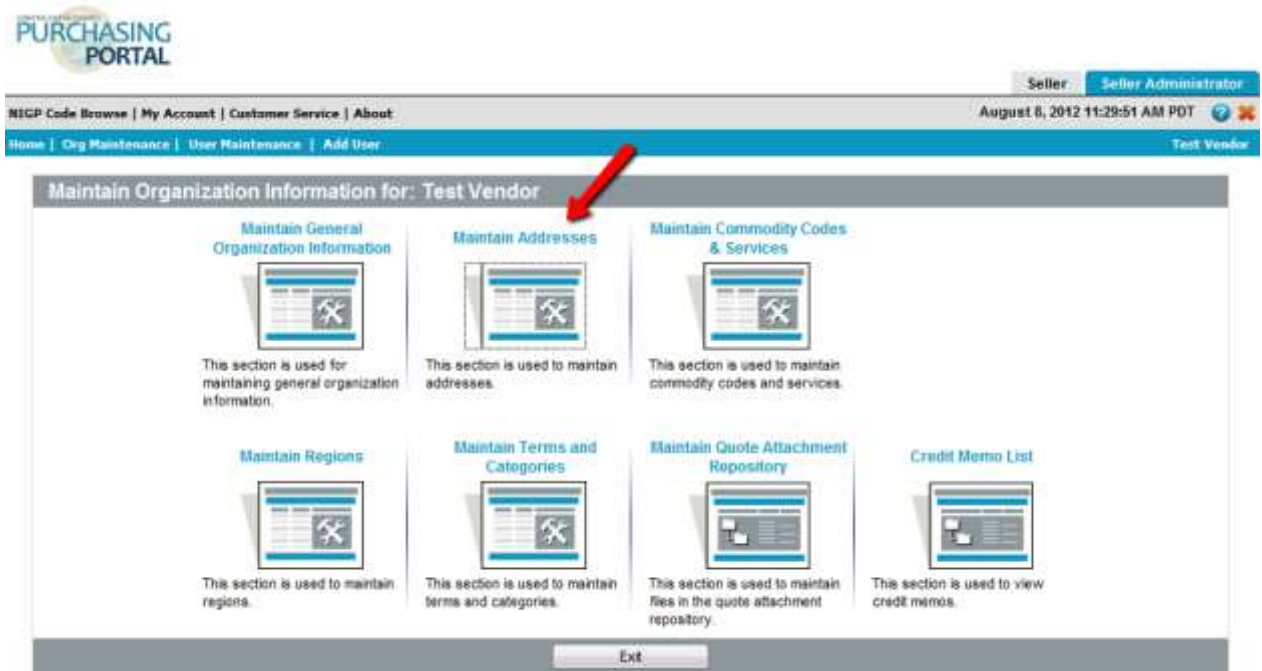 PURCHASING
PORTAL
Seller
Seller Administrator
NIGP Code Browse | My Account | Customer Service | About
August 8, 2012 11:29:51 AM PDT
Home | Org Maintenance | User Maintenance | Add User
Test Vendor
Maintain Organization Information for: Test Vendor
Maintain General
Organization Information
This section is used for
maintaining general organization
information.
Maintain Addresses
This section is used to maintain
addresses.
Maintain Commodity Codes
& Services
This section is used to maintain
commodity codes and services.
Maintain Regions
This section is used to maintain
regions.
Maintain Terms and
Categories
This section is used to maintain
terms and categories.
Maintain Quote Attachment
Repository
This section is used to maintain
files in the quote attachment
repository.
Credit Memo List
This section is used to view
credit memos.
Exit